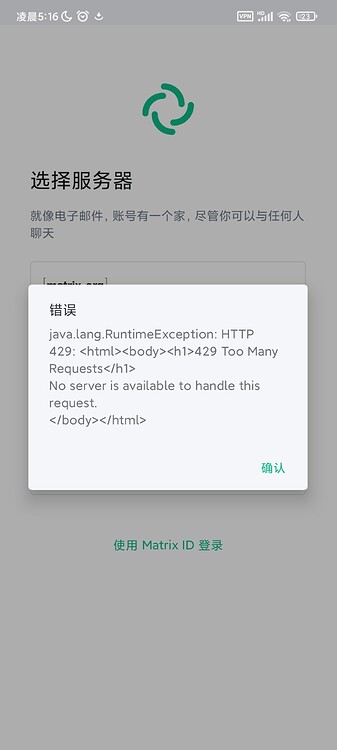 凌晨5:16
VPN HD 23
选择服务器
就像电子邮件，账号有一个家，尽管你可以与任何人
聊天
matrix.org
错误
java.lang.RuntimeException: HTTP
429: <html><body><h1>429 Too Many
Requests</h1>
No server is available to handle this
request.
</body></html>
确认
使用 Matrix ID 登录